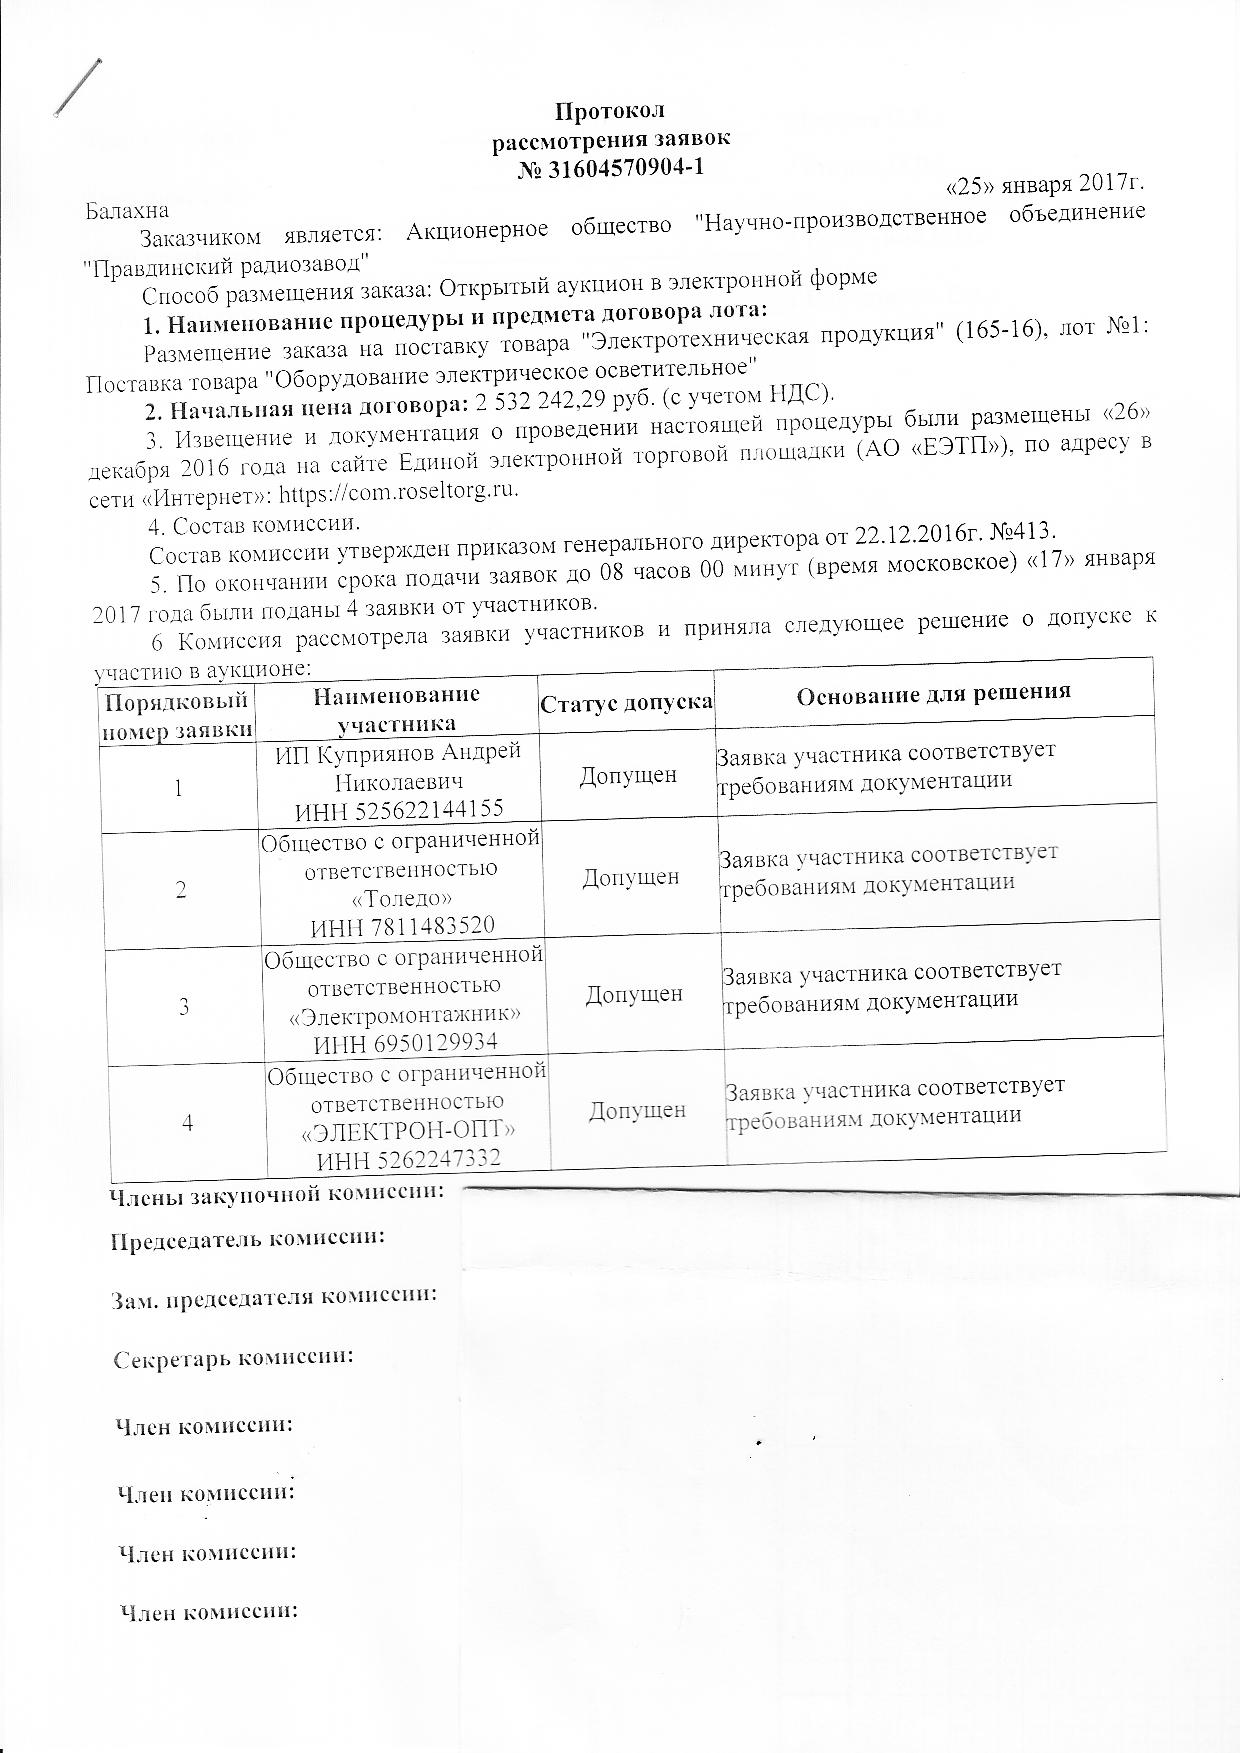 Протокол
рассмотрения заявок
№ 31604570904-1
«25» января 2017г.
Балахна
Заказчиком является: Акционерное общество "Научно-производственное объединение
"Правдинский радиозавод"
Способ размещения заказа: Открытый аукцион в электронной форме
1. Наименование процедуры и предмета договора лота:
Размещение заказа на поставку товара "Электротехническая продукция" (165-16), лот №1:
Поставка товара "Оборудование электрическое осветительное"
2. Начальная цена договора: 2 532 242,29 руб. (с учетом НДС).
3. Извещение и документация о проведении настоящей процедуры были размещены «26»
декабря 2016 года на сайте Единой электронной торговой площадки (АО «ЕЭТП»), по адресу в
сети «Интернет»: https://com.roseltorg.ru.
4. Состав комиссии.
Состав комиссии утвержден приказом генерального директора от 22.12.2016г. №413.
5. По окончании срока подачи заявок до 08 часов 00 минут (время московское) «17» января
2017 года были поданы 4 заявки от участников.
6 Комиссия рассмотрела заявки участников и приняла следующее решение о допуске к
участию в аукционе:
Порядковый
номер заявки
Наименование
участника
Статус допуска
Основание для решения
1
ИП Куприянов Андрей
Николаевич
ИНН 525622144155
Допущен
Заявка участника соответствует
требованиям документации
2
Общество с ограниченной
ответственностью
«Толедо»
ИНН 7811483520
Допущен
Заявка участника соответствует
требованиям документации
3
Общество с ограниченной
ответственностью
«Электромонтажник»
ИНН 6950129934
Допущен
Заявка участника соответствует
требованиям документации
4
Общество с ограниченной
ответственностью
«ЭЛЕКТРОН-ОПТ»
ИНН 5262247332
Допущен
Заявка участника соответствует
требованиям документации
Члены закупочной комиссии:
Председатель комиссии:
Зам. председателя комиссии:
Секретарь комиссии:
Член комиссии:
Член комиссии:
Член комиссии:
Член комиссии: